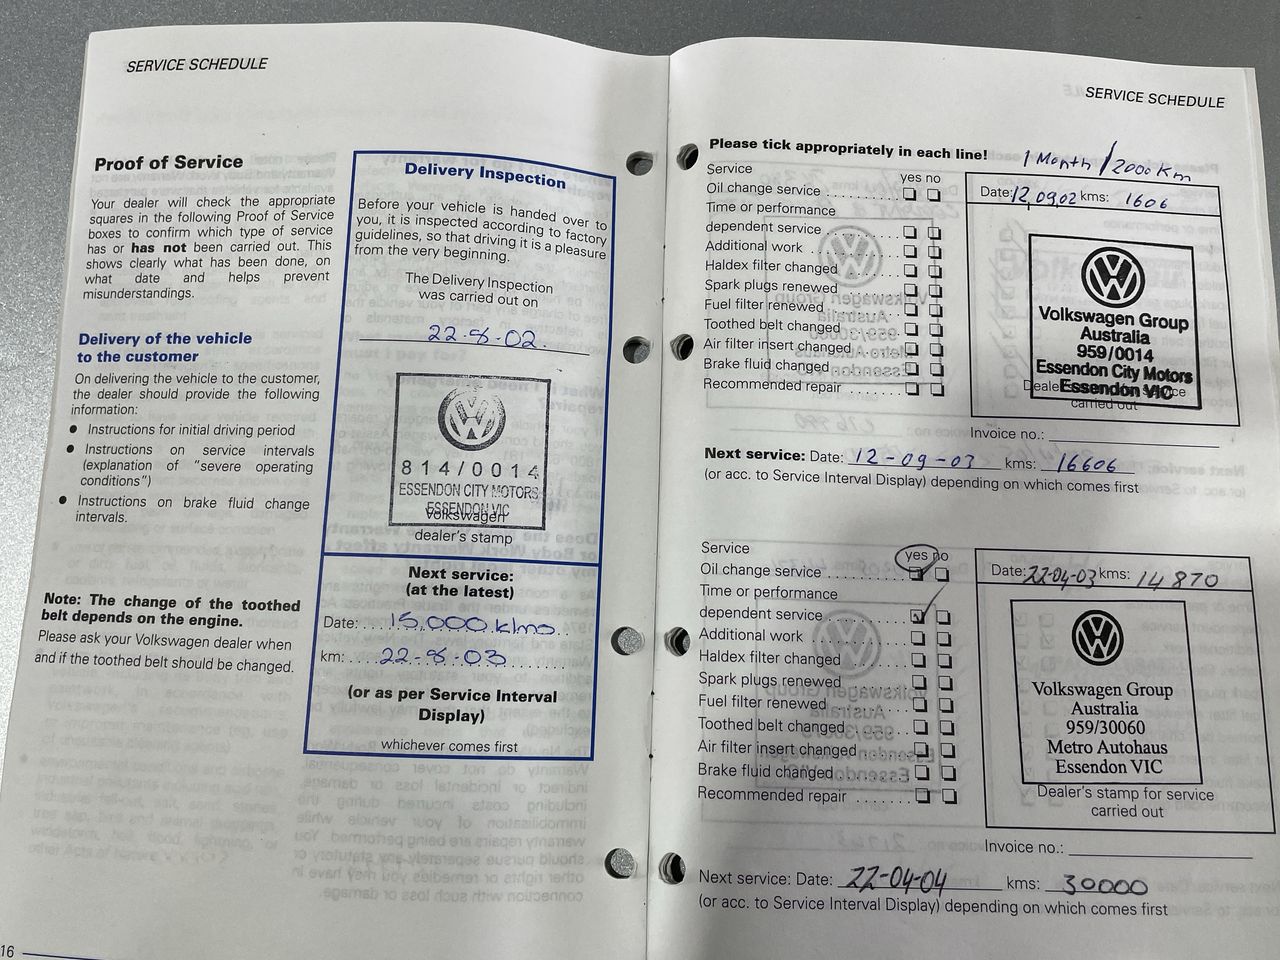 SERVICE SCHEDULE
Proof of Service
Your dealer will check the appropriate
squares in the following Proof of Service
boxes to confirm which type of service
has or has not been carried out. This
shows clearly what has been done, on
what date and helps prevent
misunderstandings.
Delivery of the vehicle
to the customer
On delivering the vehicle to the customer,
the dealer should provide the following
information:
● Instructions for initial driving period
● Instructions on service intervals
(explanation of "severe operating
conditions")
● Instructions on brake fluid change
intervals.
Note: The change of the toothed
belt depends on the engine.
Please ask your Volkswagen dealer when
and if the toothed belt should be changed.
16
Delivery Inspection
Before your vehicle is handed over to
you, it is inspected according to factory
guidelines, so that driving it is a pleasure
from the very beginning.
The Delivery Inspection
was carried out on
22-8-02.
814/0014
ESSENDON CITY MOTORS
ESSENDON VIC
Volkswagen
dealer's stamp
Next service:
(at the latest)
Date: 15,000 klms
km: 22-8-03
(or as per Service Interval
Display)
whichever comes first
SERVICE SCHEDULE
Please tick appropriately in each line!
1 Month / 2000 Km
Service yes no
Oil change service
Time or performance
dependent service
Additional work
Haldex filter changed
Spark plugs renewed
Fuel filter renewed
Toothed belt changed
Air filter insert changed
Brake fluid changed
Recommended repair
Date: 12,09,02 kms: 1606
Volkswagen Group
Australia
959/0014
Essendon City Motors
Essendon VIC
carried out
Invoice no.:
Next service: Date: 12-09-03 kms: 16606
(or acc. to Service Interval Display) depending on which comes first
Service yes no
Oil change service
Time or performance
dependent service
Additional work
Haldex filter changed
Spark plugs renewed
Fuel filter renewed
Toothed belt changed
Air filter insert changed
Brake fluid changed
Recommended repair
Date: 22-04-03 kms: 14870
Volkswagen Group
Australia
959/30060
Metro Autohaus
Essendon VIC
Dealer's stamp for service
carried out
Invoice no.:
Next service: Date: 22-04-04 kms: 30000
(or acc. to Service Interval Display) depending on which comes first